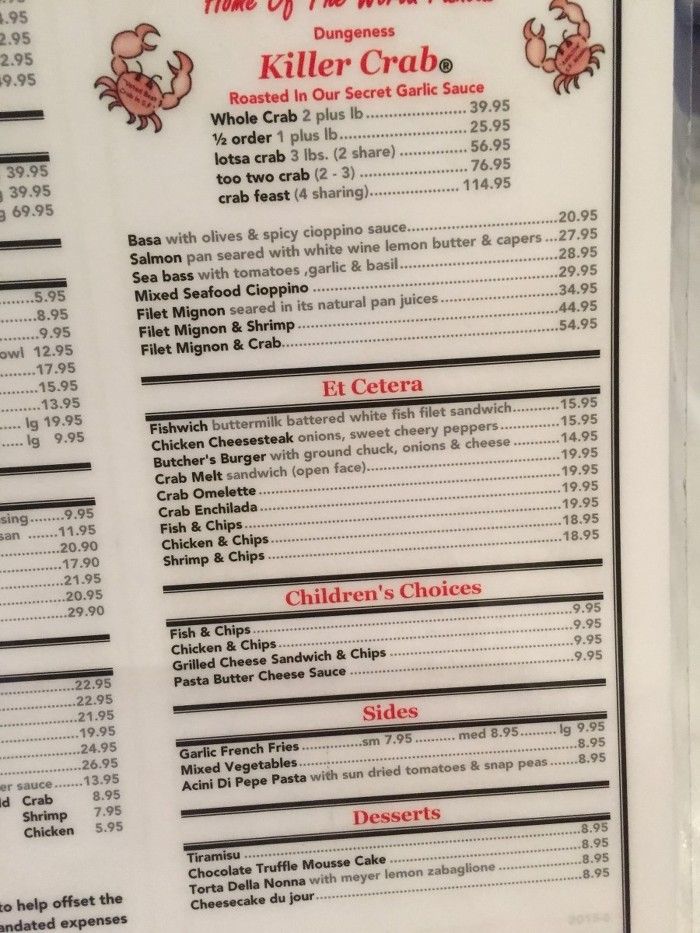 4.95
2.95
2.95
9.95
39.95
39.95
g 69.95
.....5.95
.....8.95
.....9.95
owl 12.95
.....17.95
.....15.95
.....13.95
..... lg 19.95
..... lg 9.95
sing........9.95
san .......11.95
20.90
17.90
21.95
20.95
29.90
22.95
22.95
21.95
19.95
24.95
26.95
er sauce.......13.95
Crab 8.95
Shrimp 7.95
Chicken 5.95
to help offset the
andated expenses
Home Of The World
Dungeness
Killer Crab®
Roasted In Our Secret Garlic Sauce
Whole Crab 2 plus lb ........ 39.95
½ order 1 plus lb........ 25.95
lotsa crab 3 lbs. (2 share) ........ 56.95
too two crab (2 - 3) ........ 76.95
crab feast (4 sharing)........ 114.95
Basa with olives & spicy cioppino sauce........20.95
Salmon pan seared with white wine lemon butter & capers ...27.95
Sea bass with tomatoes ,garlic & basil........28.95
Mixed Seafood Cioppino ........29.95
Filet Mignon seared in its natural pan juices........34.95
Filet Mignon & Shrimp........44.95
Filet Mignon & Crab........54.95
Et Cetera
Fishwich buttermilk battered white fish filet sandwich...........15.95
Chicken Cheesesteak onions, sweet cheery peppers........15.95
Butcher's Burger with ground chuck, onions & cheese ........14.95
Crab Melt sandwich (open face)........19.95
Crab Omelette........19.95
Crab Enchilada........19.95
Fish & Chips........19.95
Chicken & Chips........18.95
Shrimp & Chips........18.95
Children's Choices
Fish & Chips........9.95
Chicken & Chips........9.95
Grilled Cheese Sandwich & Chips ........9.95
Pasta Butter Cheese Sauce ........9.95
Sides
Garlic French Fries ............sm 7.95 ........ med 8.95........ lg 9.95
Mixed Vegetables........8.95
Acini Di Pepe Pasta with sun dried tomatoes & snap peas .......8.95
Desserts
Tiramisu ........8.95
Chocolate Truffle Mousse Cake ........8.95
Torta Della Nonna with meyer lemon zabaglione ........8.95
Cheesecake du jour........8.95